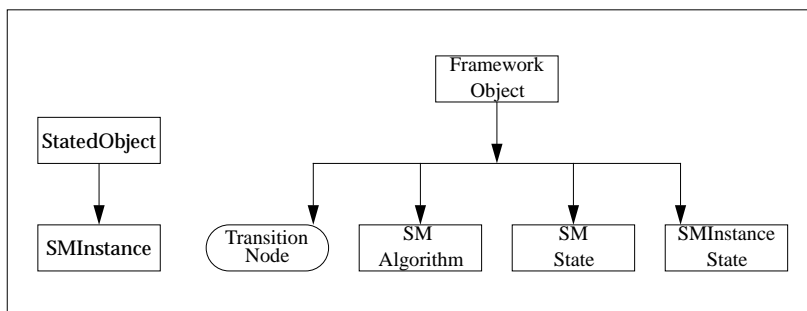 Framework
Object
StatedObject
SMInstance
Transition
Node
SM
Algorithm
SM
State
SMInstance
State